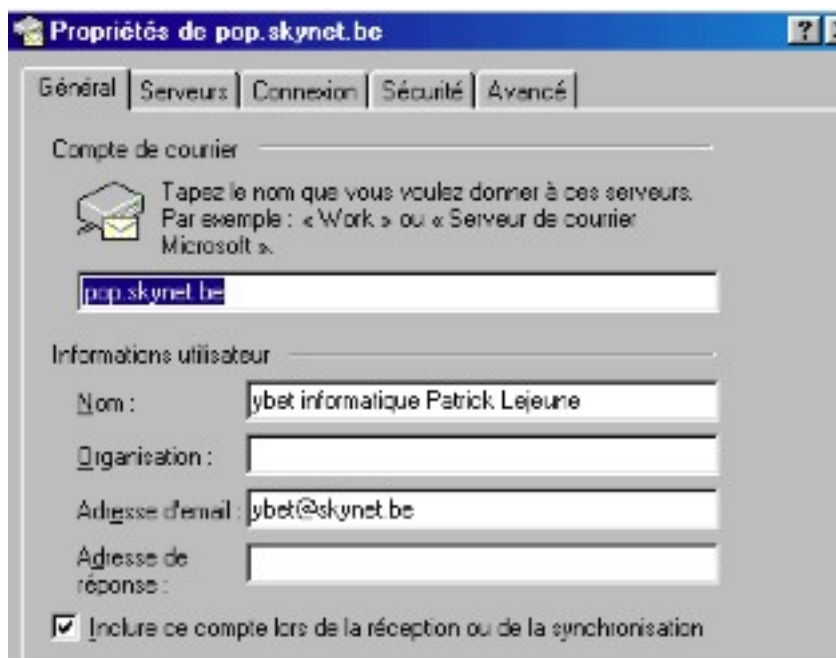 Propriétés de pop.skynet.be
Général Serveurs Connexion Sécurité Avancé
Compte de courrier
Tapez le nom que vous voulez donner à ces serveurs.
Par exemple : « Work » ou « Serveur de courrier
Microsoft ».
pop.skynet.be
Informations utilisateur
Nom : ybet informatique Patrick Lejeune
Organisation :
Adresse d'email : ybet@skynet.be
Adresse de
réponse :
Inclure ce compte lors de la réception ou de la synchronisation